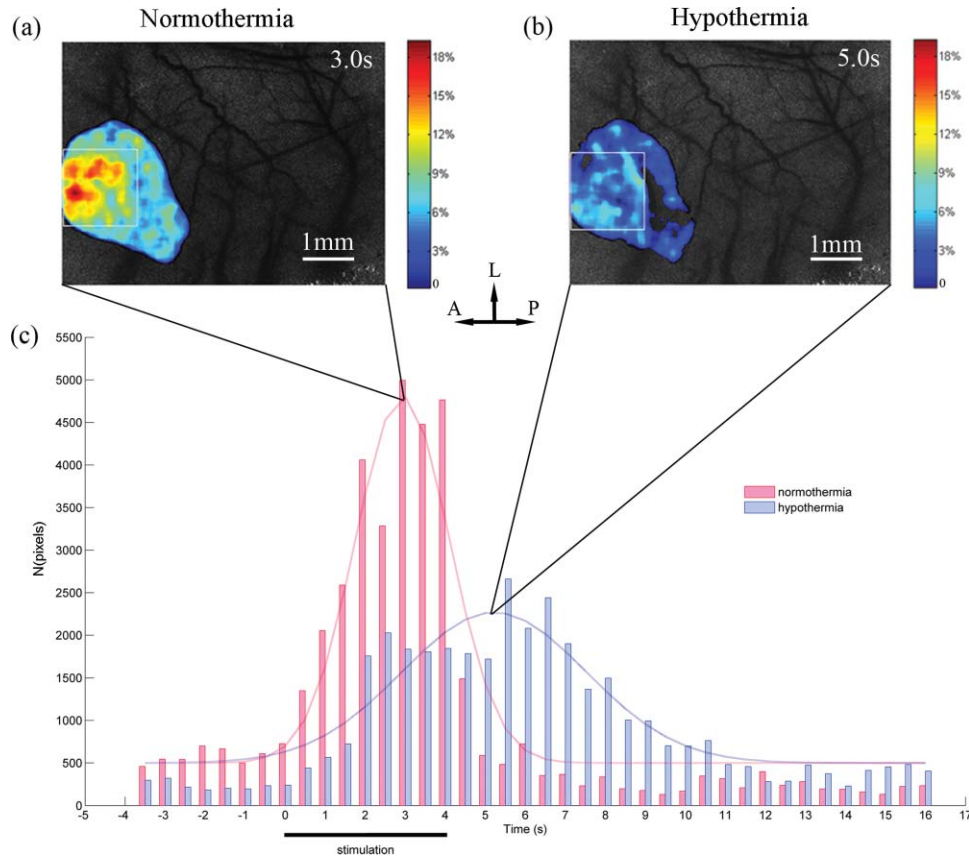 Normothermia
Hypothermia
(a)
(b)
3.0s
5.0s
18%
15%
12%
9%
6%
3%
0
18%
15%
12%
9%
6%
3%
0
1mm
1mm
L
A P
(c)
5500
5000
4500
4000
3500
3000
2500
2000
1500
1000
500
0
N(pixels)
normothermia
hypothermia
-5 -4 -3 -2 -1 0 1 2 3 4 5 6 7 8 9 10 11 12 13 14 15 16 17
Time (s)
stimulation